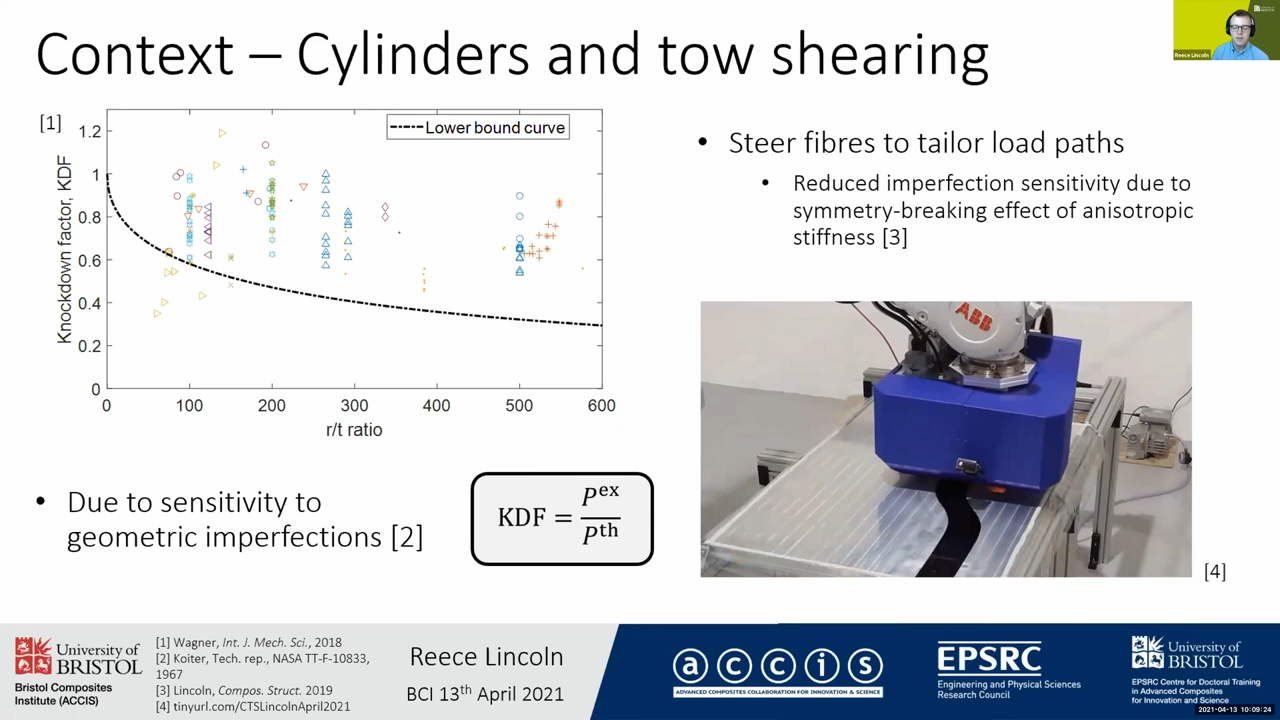 Context – Cylinders and tow shearing
UNIVERSITY OF BRISTOL
Reece Lincoln
[1]
Lower bound curve
Knockdown factor, KDF
1.2
1
0.8
0.6
0.4
0.2
0
0 100 200 300 400 500 600
r/t ratio
• Due to sensitivity to
geometric imperfections [2]
KDF = P^ex / P^th
• Steer fibres to tailor load paths
• Reduced imperfection sensitivity due to
symmetry-breaking effect of anisotropic
stiffness [3]
ABB
[4]
University of
BRISTOL
Bristol Composites
Institute (ACCIS)
[1] Wagner, Int. J. Mech. Sci., 2018
[2] Koiter, Tech. rep., NASA TT-F-10833,
1967
[3] Lincoln, Compos. Struct. 2019
[4] tinyurl.com/CTSLincolnApril2021
Reece Lincoln
BCI 13th April 2021
accis
ADVANCED COMPOSITES COLLABORATION FOR INNOVATION & SCIENCE
EPSRC
Engineering and Physical Sciences
Research Council
University of
BRISTOL
EPSRC Centre for Doctoral Training
in Advanced Composites
for Innovation and Science
2021-04-13 10:09:24